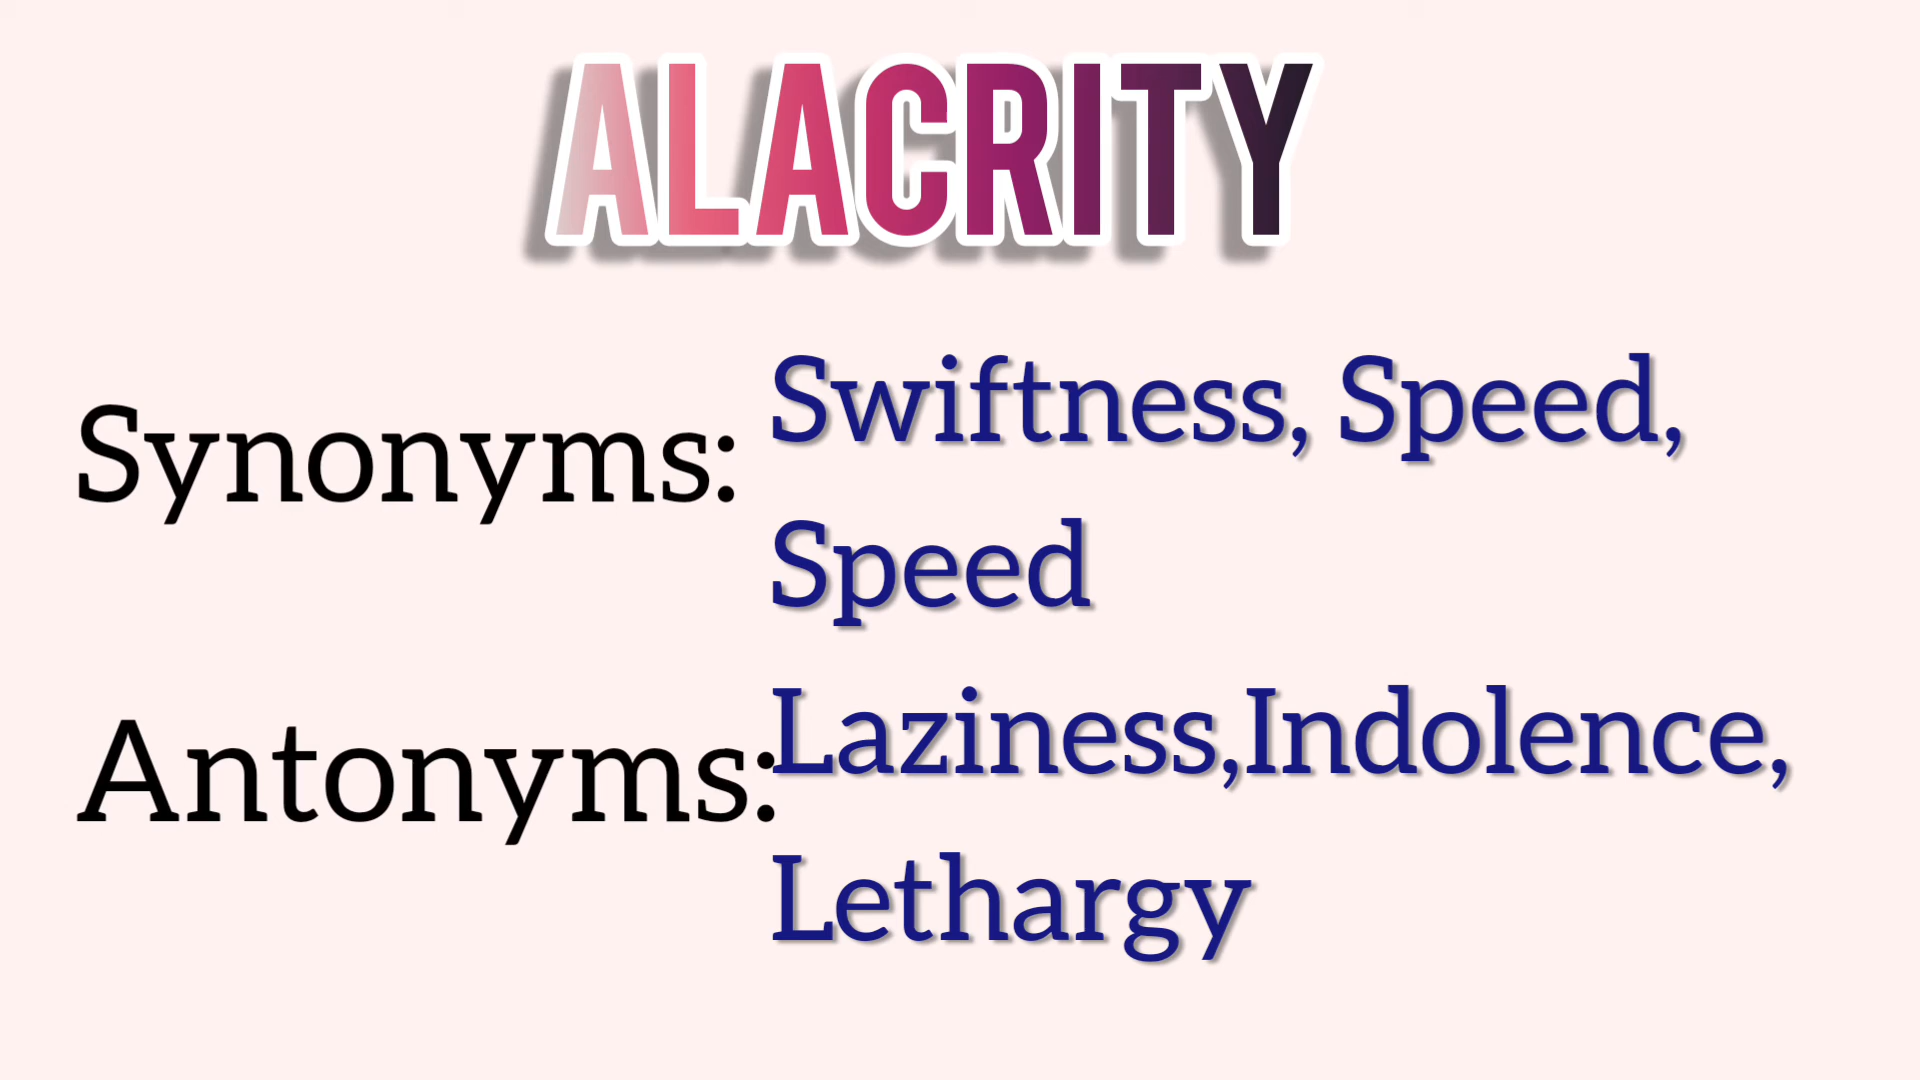 ALACRITY
Synonyms: Swiftness, Speed,
Speed
Antonyms: Laziness,Indolence,
Lethargy